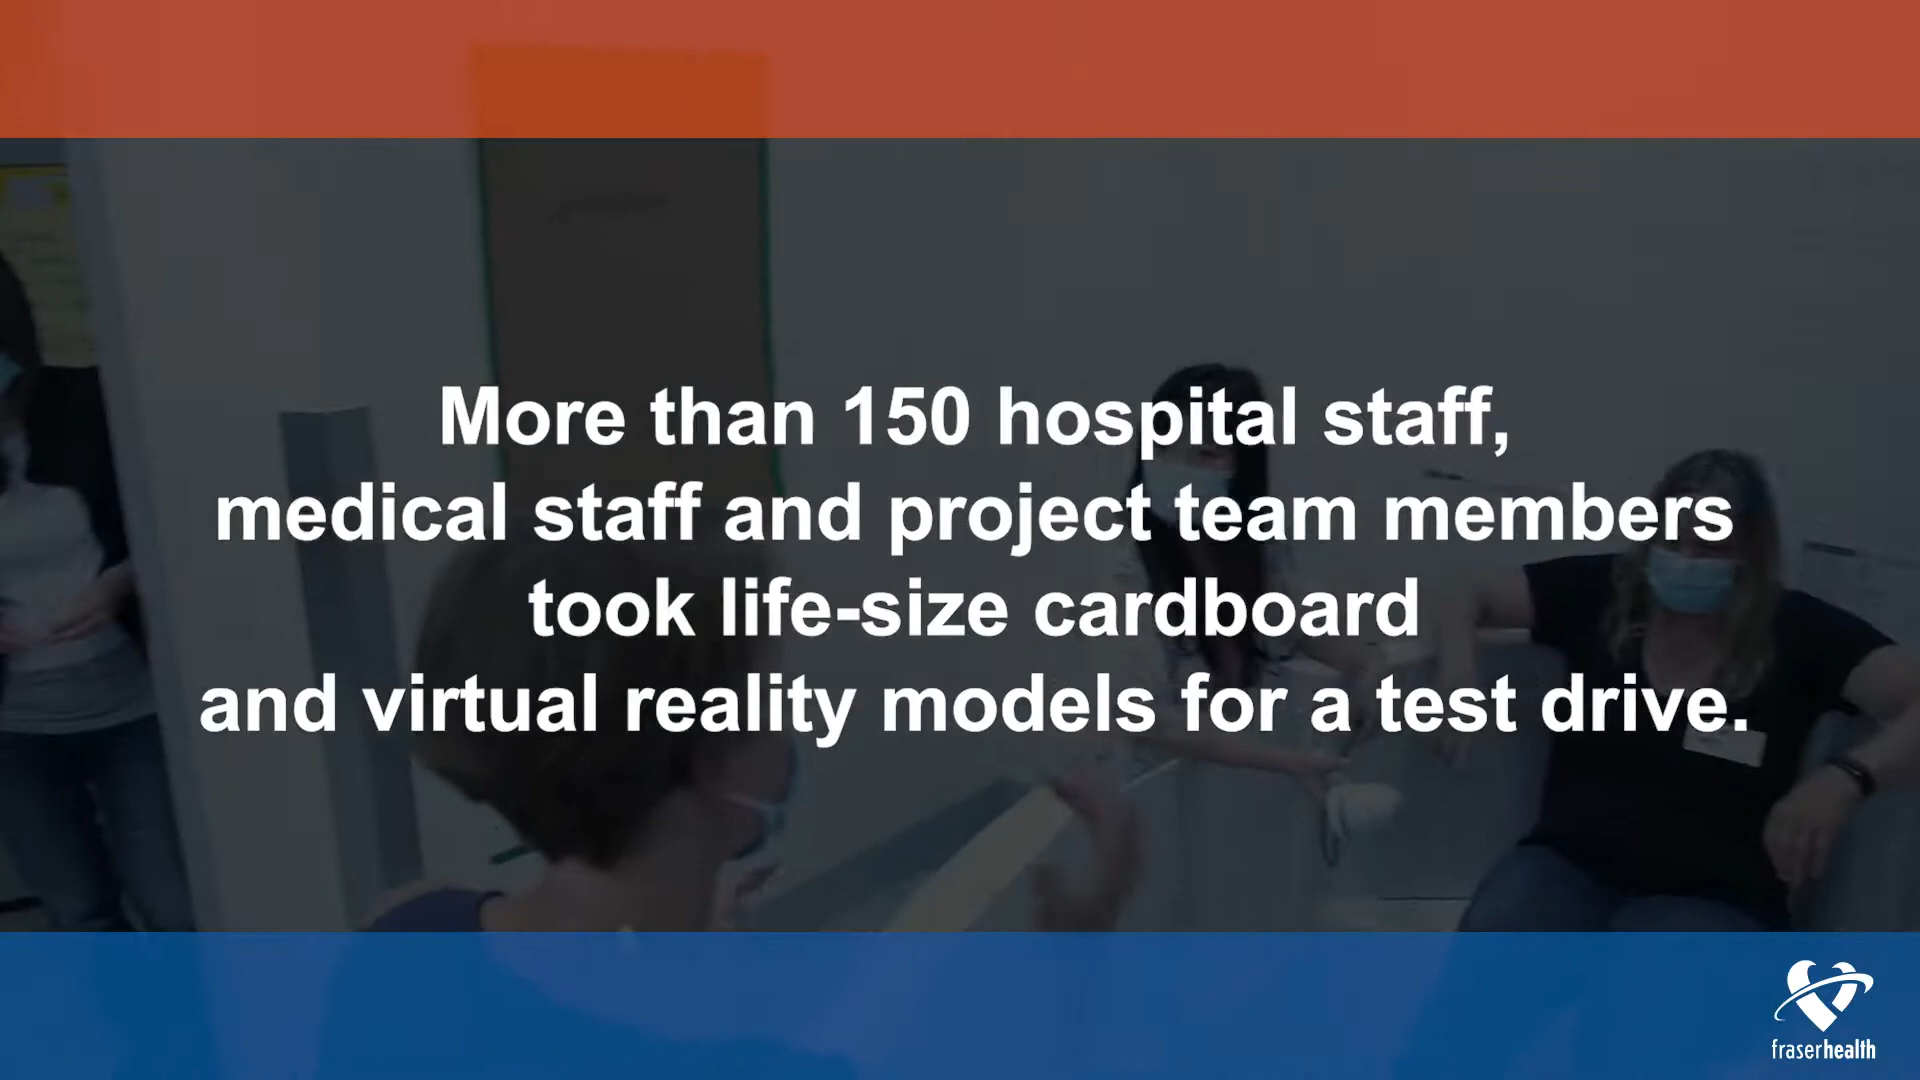 More than 150 hospital staff,
medical staff and project team members
took life-size cardboard
and virtual reality models for a test drive.
fraserhealth